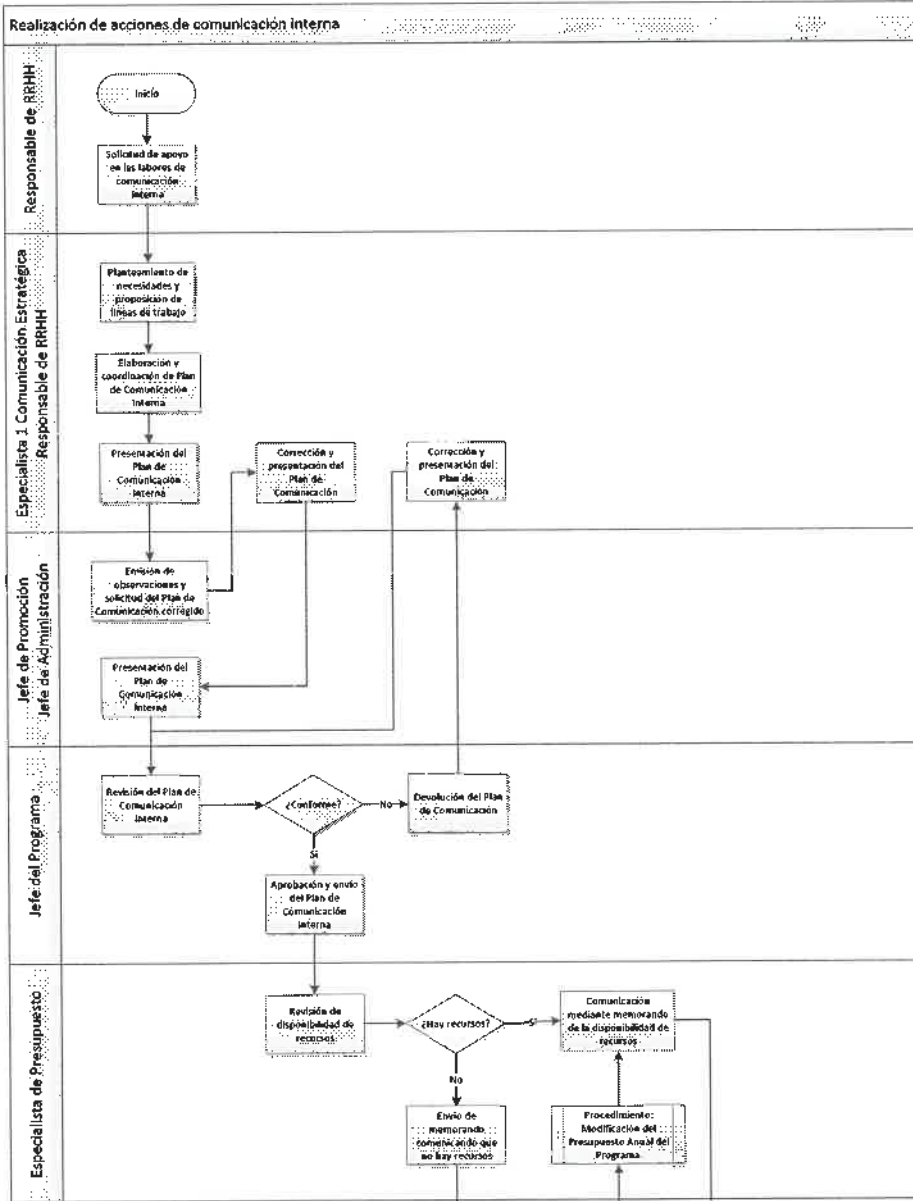 Realización de acciones de comunicación interna
Responsable de RRHH
Inicio
Solicitud de apoyo
en las labores de
comunicación
interna
Especialista 1 Comunicación Estratégica
Responsable de RRHH
Planteamiento de
necesidades y
proposición de
líneas de trabajo
Elaboración y
coordinación de Plan
de Comunicación
Interna
Presentación del
Plan de
Comunicación
Interna
Corrección y
presentación del
Plan de
Comunicación
Corrección y
presentación del
Plan de
Comunicación
Jefe de Promoción
Jefe de Administración
Emisión de
observaciones y
solicitud del Plan de
Comunicación corregido
Presentación del
Plan de
Comunicación
Interna
Jefe del Programa
Revisión del Plan de
Comunicación
Interna
¿Conforme?
No
Devolución del Plan
de Comunicación
Si
Aprobación y envío
del Plan de
Comunicación
Interna
Especialista de Presupuesto
Revisión de
disponibilidad de
recursos
¿Hay recursos?
Si
Comunicación
mediante memorando
de la disponibilidad de
recursos
No
Envío de
memorando
comunicando que
no hay recursos
Procedimiento:
Modificación del
Presupuesto Anual del
Programa